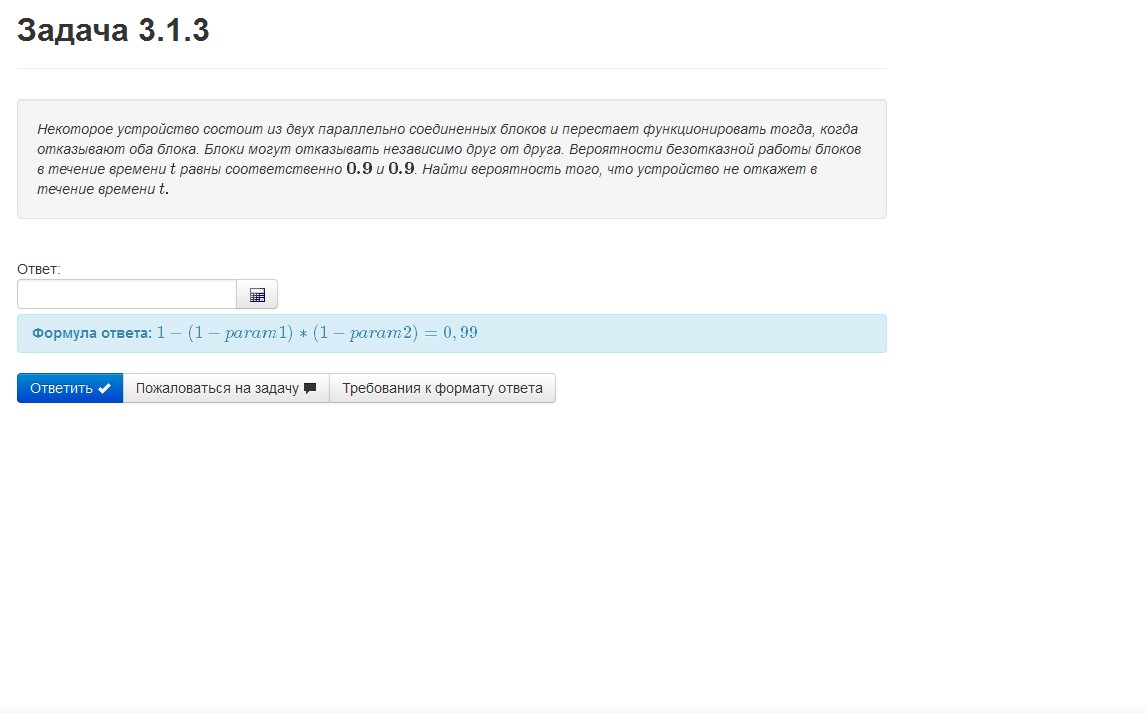 Задача 3.1.3
Некоторое устройство состоит из двух параллельно соединенных блоков и перестает функционировать тогда, когда
отказывают оба блока. Блоки могут отказывать независимо друг от друга. Вероятности безотказной работы блоков
в течение времени t равны соответственно 0.9 и 0.9. Найти вероятность того, что устройство не откажет в
течение времени t.
Ответ:
Формула ответа: 1 − (1 − param1) ∗ (1 − param2) = 0, 99
Ответить Пожаловаться на задачу Требования к формату ответа